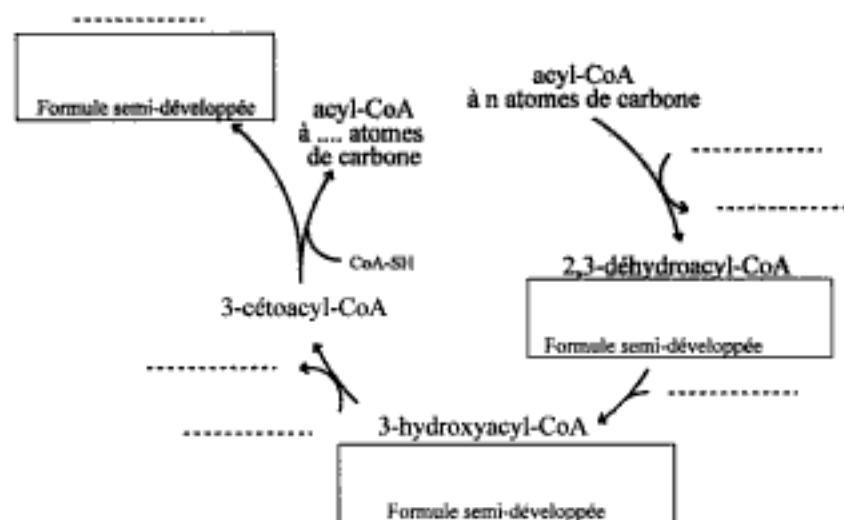 Formule semi-développée
acyl-CoA
à .... atomes
de carbone
acyl-CoA
à n atomes de carbone
CoA-SH
2,3-déhydroacyl-CoA
Formule semi-développée
3-cétoacyl-CoA
3-hydroxyacyl-CoA
Formule semi-développée